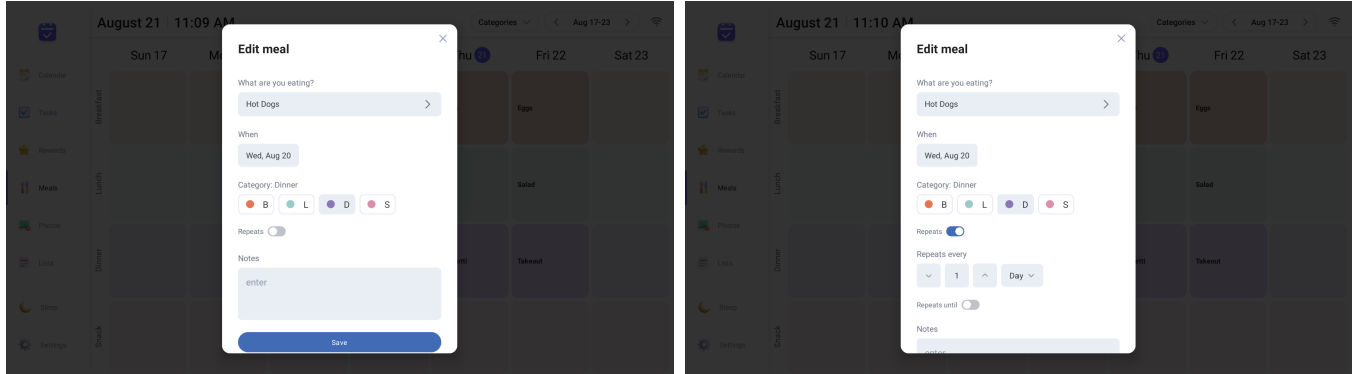 August 21 11:09 AM
Categories
Aug 17-23
Sun 17
Fri 22
Sat 23
Calendar
Tasks
Rewards
Meals
Photos
Lists
Sleep
Settings
Breakfast
Lunch
Dinner
Snack
Eggs
Salad
Takeout
Edit meal
What are you eating?
Hot Dogs
When
Wed, Aug 20
Category: Dinner
B L D S
Repeats
Notes
enter
Save
August 21 11:10 AM
Categories
Aug 17-23
Sun 17
Fri 22
Sat 23
Calendar
Tasks
Rewards
Meals
Photos
Lists
Sleep
Settings
Breakfast
Lunch
Dinner
Snack
Eggs
Salad
Takeout
Edit meal
What are you eating?
Hot Dogs
When
Wed, Aug 20
Category: Dinner
B L D S
Repeats
Repeats every
1 Day
Repeats until
Notes
enter